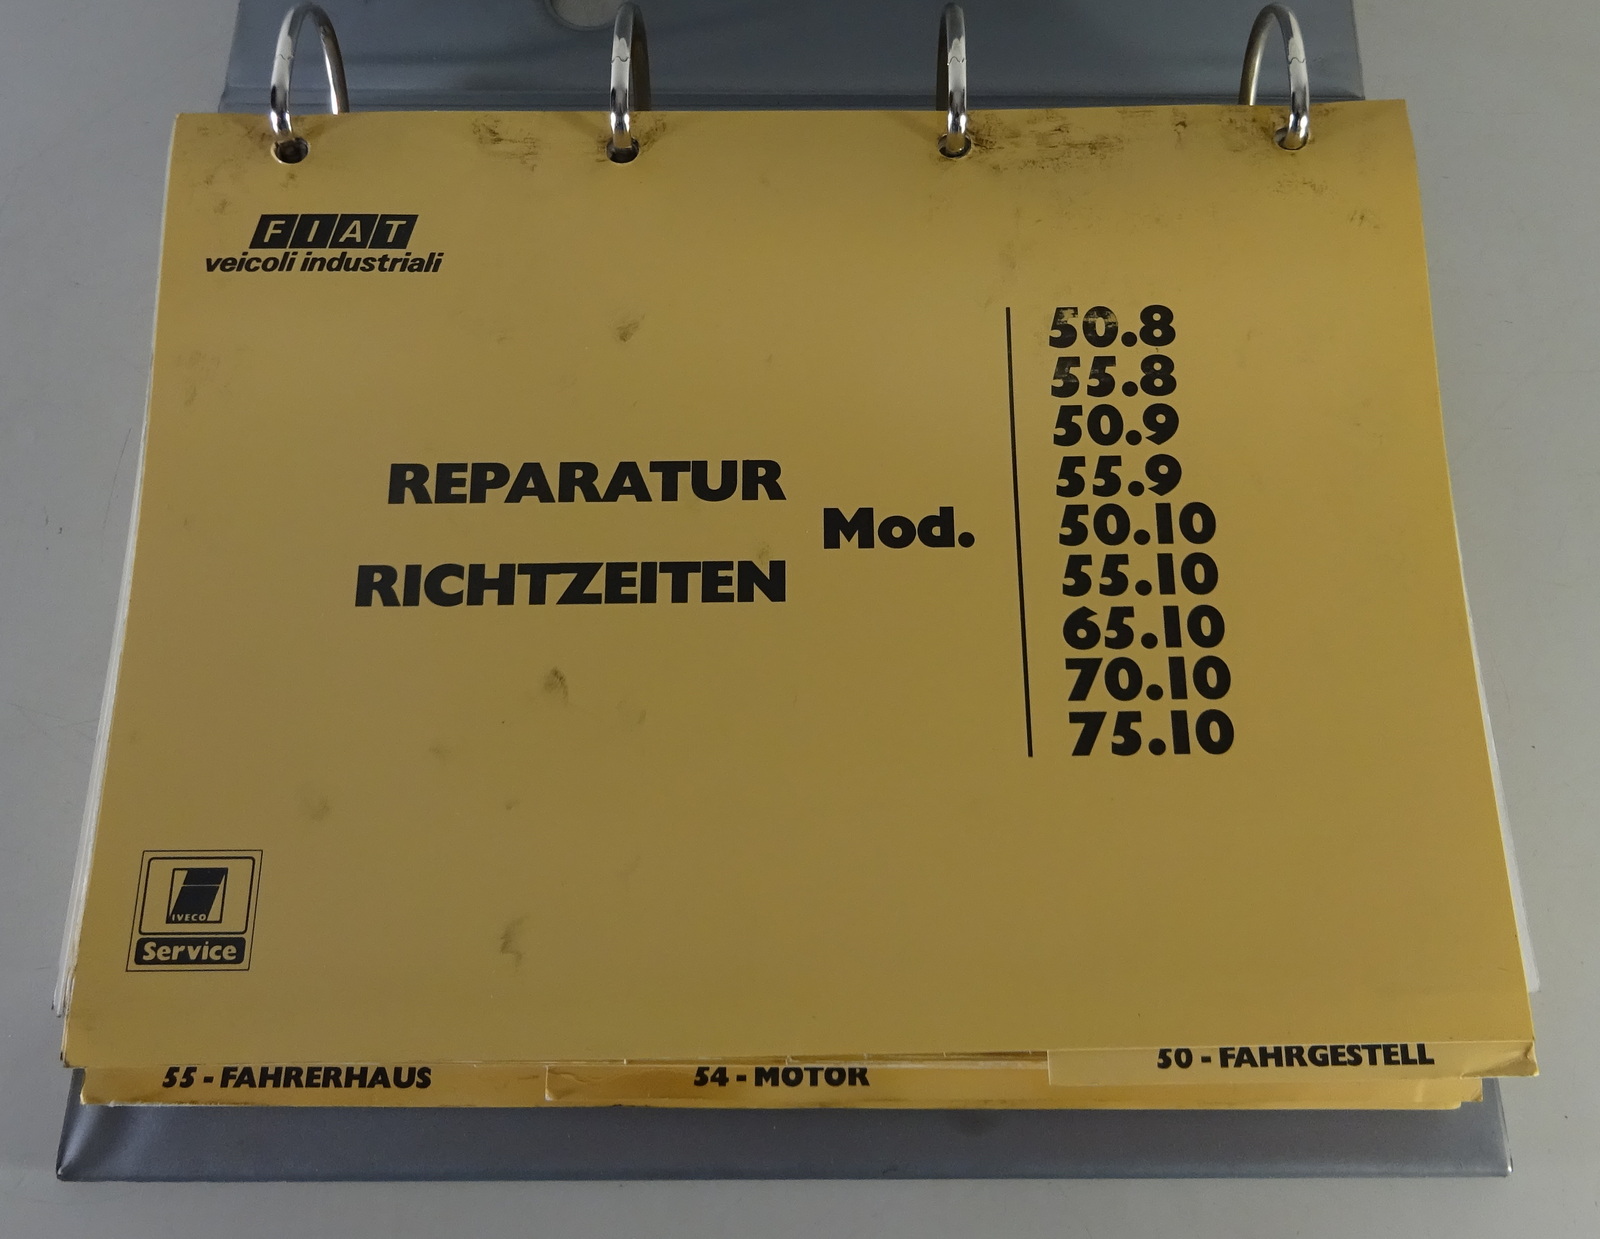 FIAT
veicoli industriali
REPARATUR
RICHTZEITEN
Mod.
50.8
55.8
50.9
55.9
50.10
55.10
65.10
70.10
75.10
IVECO
Service
55 - FAHRERHAUS
54 - MOTOR
50 - FAHRGESTELL